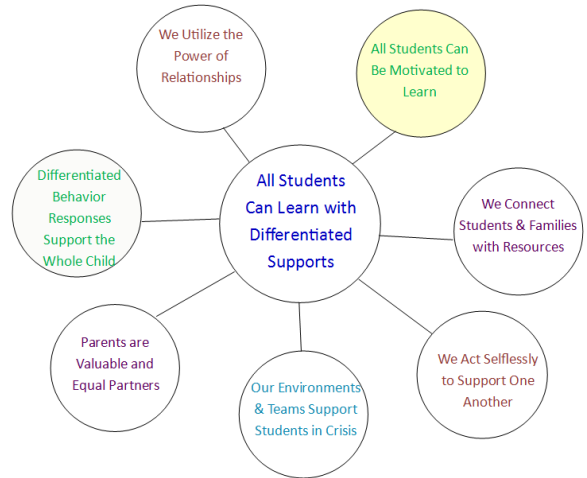 We Utilize the
Power of
Relationships
All Students Can
Be Motivated to
Learn
All Students
Can Learn with
Differentiated
Supports
Differentiated
Behavior
Responses
Support the
Whole Child
We Connect
Students & Families
with Resources
Parents are
Valuable and
Equal Partners
Our Environments
& Teams Support
Students in Crisis
We Act Selflessly
to Support One
Another